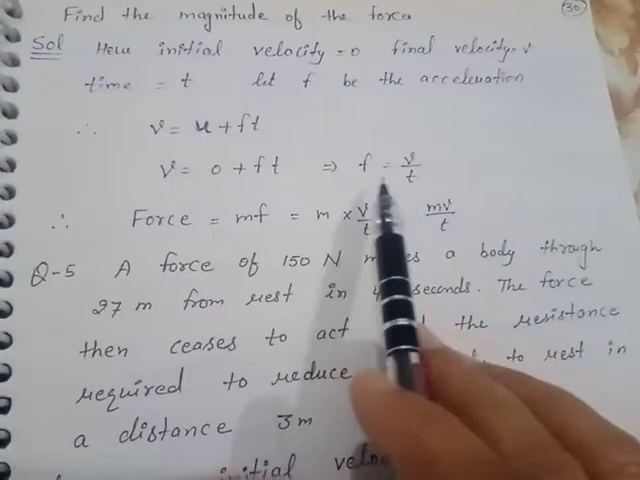 Find the magnitude of the force
30
Sol Here initial velocity = 0 final velocity = v
time = t let f be the acceleration
∴ v = u + ft
v = 0 + ft ⇒ f = v/t
∴ Force = mf = m × v/t mv/t
Q-5 A force of 150 N a body through
27 m from rest in seconds. The force
then ceases to act the resistance
required to reduce to rest in
a distance 3m
initial